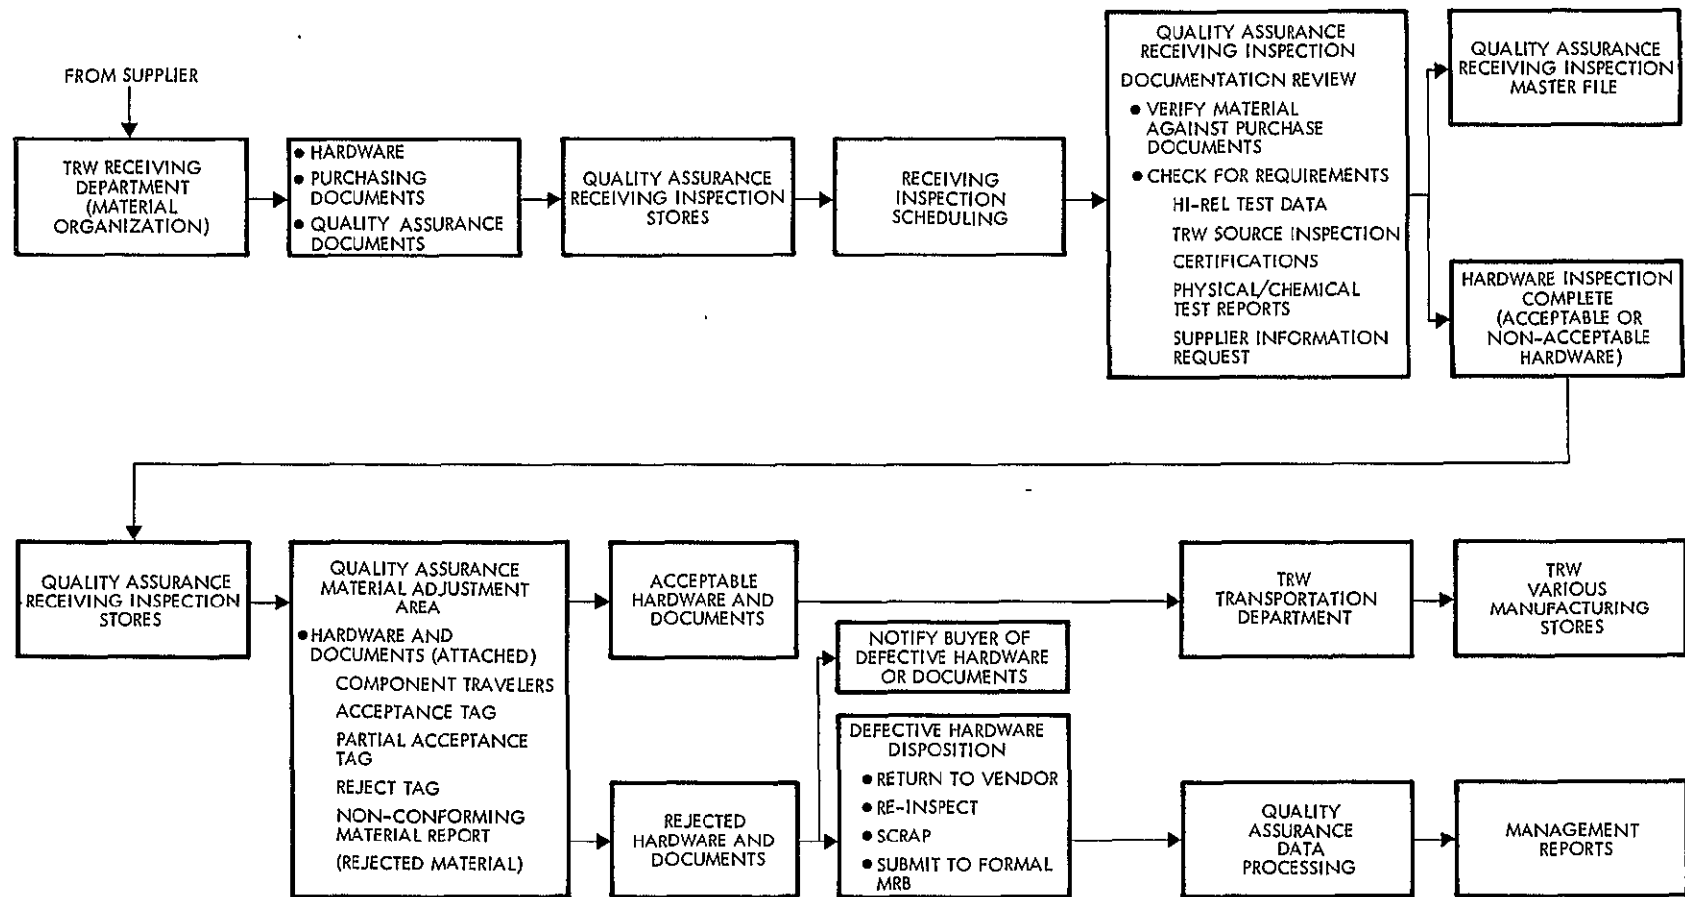 FROM SUPPLIER
TRW RECEIVING
DEPARTMENT
(MATERIAL
ORGANIZATION)
● HARDWARE
● PURCHASING
DOCUMENTS
● QUALITY ASSURANCE
DOCUMENTS
QUALITY ASSURANCE
RECEIVING INSPECTION
STORES
RECEIVING
INSPECTION
SCHEDULING
QUALITY ASSURANCE
RECEIVING INSPECTION
DOCUMENTATION REVIEW
● VERIFY MATERIAL
AGAINST PURCHASE
DOCUMENTS
● CHECK FOR REQUIREMENTS
HI-REL TEST DATA
TRW SOURCE INSPECTION
CERTIFICATIONS
PHYSICAL/CHEMICAL
TEST REPORTS
SUPPLIER INFORMATION
REQUEST
QUALITY ASSURANCE
RECEIVING INSPECTION
MASTER FILE
HARDWARE INSPECTION
COMPLETE
(ACCEPTABLE OR
NON-ACCEPTABLE
HARDWARE)
QUALITY ASSURANCE
RECEIVING INSPECTION
STORES
QUALITY ASSURANCE
MATERIAL ADJUSTMENT
AREA
● HARDWARE AND
DOCUMENTS (ATTACHED)
COMPONENT TRAVELERS
ACCEPTANCE TAG
PARTIAL ACCEPTANCE
TAG
REJECT TAG
NON-CONFORMING
MATERIAL REPORT
(REJECTED MATERIAL)
ACCEPTABLE
HARDWARE AND
DOCUMENTS
REJECTED
HARDWARE AND
DOCUMENTS
NOTIFY BUYER OF
DEFECTIVE HARDWARE
OR DOCUMENTS
DEFECTIVE HARDWARE
DISPOSITION
● RETURN TO VENDOR
● RE-INSPECT
● SCRAP
● SUBMIT TO FORMAL
MRB
TRW
TRANSPORTATION
DEPARTMENT
TRW
VARIOUS
MANUFACTURING
STORES
QUALITY
ASSURANCE
DATA
PROCESSING
MANAGEMENT
REPORTS